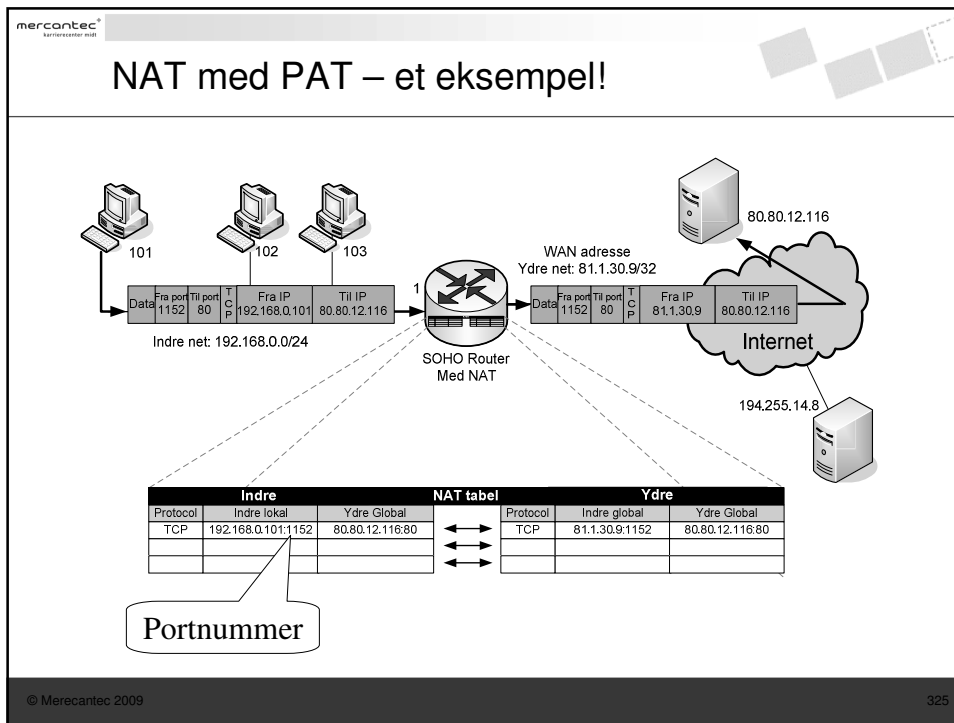 mercantec+
karrierecenter midt
NAT med PAT – et eksempel!
101
102
103
80.80.12.116
WAN adresse
Ydre net: 81.1.30.9/32
1
Data
Fra port
1152
Til port
80
TCP
Fra IP
192.168.0.101
Til IP
80.80.12.116
Data
Fra port
1152
Til port
80
TCP
Fra IP
81.1.30.9
Til IP
80.80.12.116
Indre net: 192.168.0.0/24
Internet
SOHO Router
Med NAT
194.255.14.8
Indre NAT tabel Ydre
Protocol Indre lokal Ydre Global Protocol Indre global Ydre Global
TCP 192.168.0.101:1152 80.80.12.116:80 TCP 81.1.30.9:1152 80.80.12.116:80
Portnummer
© Merecantec 2009
325